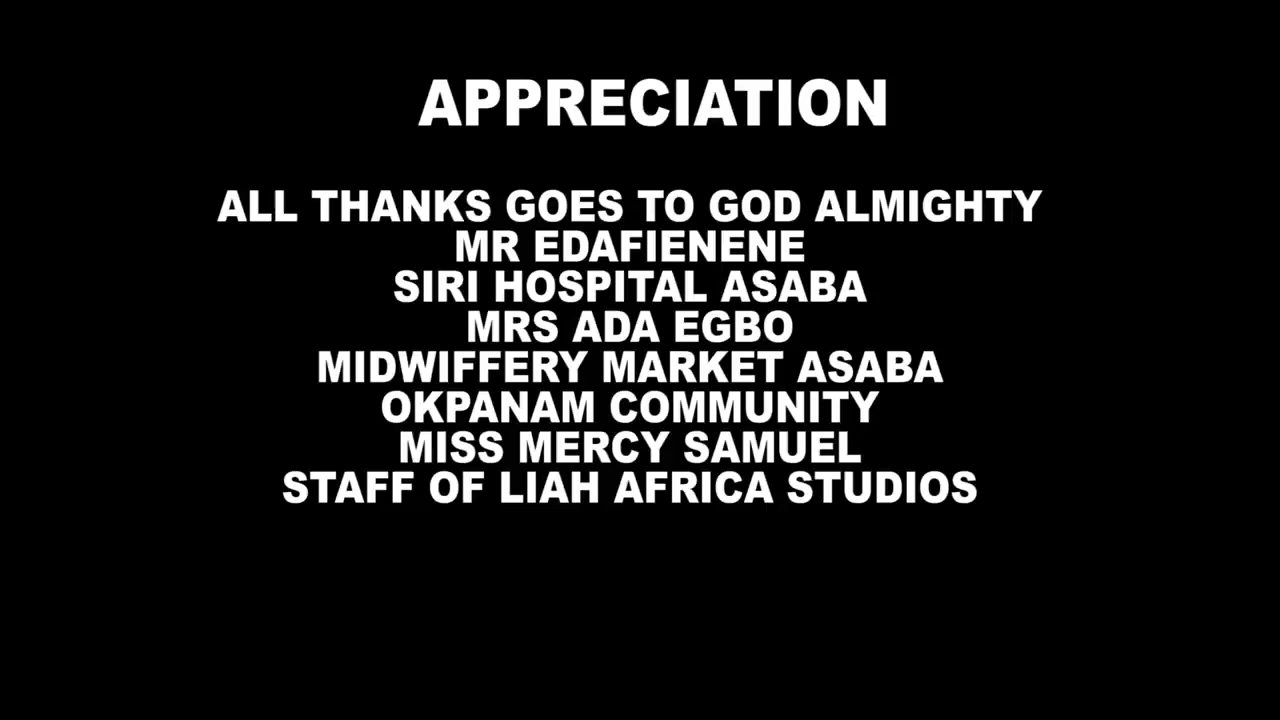 APPRECIATION
ALL THANKS GOES TO GOD ALMIGHTY
MR EDAFIENENE
SIRI HOSPITAL ASABA
MRS ADA EGBO
MIDWIFFERY MARKET ASABA
OKPANAM COMMUNITY
MISS MERCY SAMUEL
STAFF OF LIAH AFRICA STUDIOS